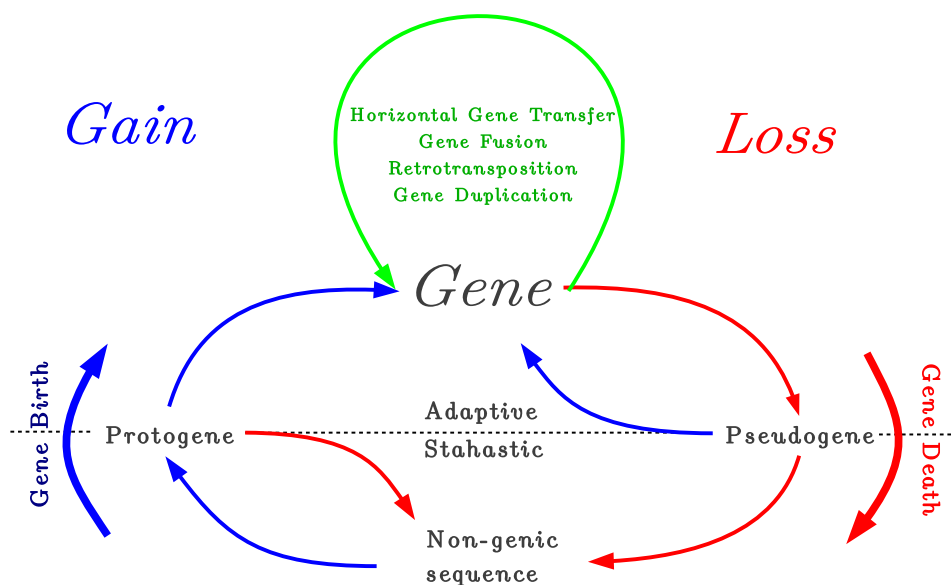 Gain
Loss
Horizontal Gene Transfer
Gene Fusion
Retrotransposition
Gene Duplication
Gene
Gene Birth
Gene Death
Adaptive
Protogene
Pseudogene
Stahastic
Non-genic
sequence